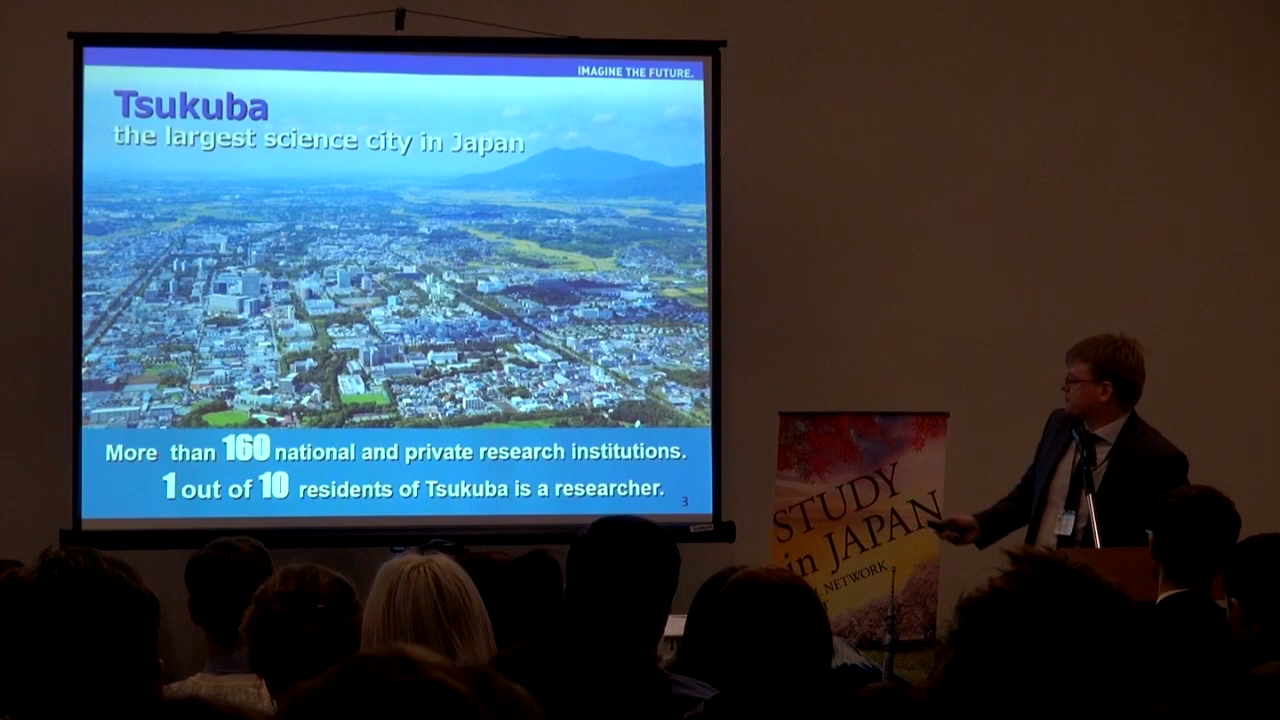 IMAGINE THE FUTURE.
Tsukuba
the largest science city in Japan
More than 160 national and private research institutions.
1 out of 10 residents of Tsukuba is a researcher.
3
STUDY
in JAPAN
NETWORK